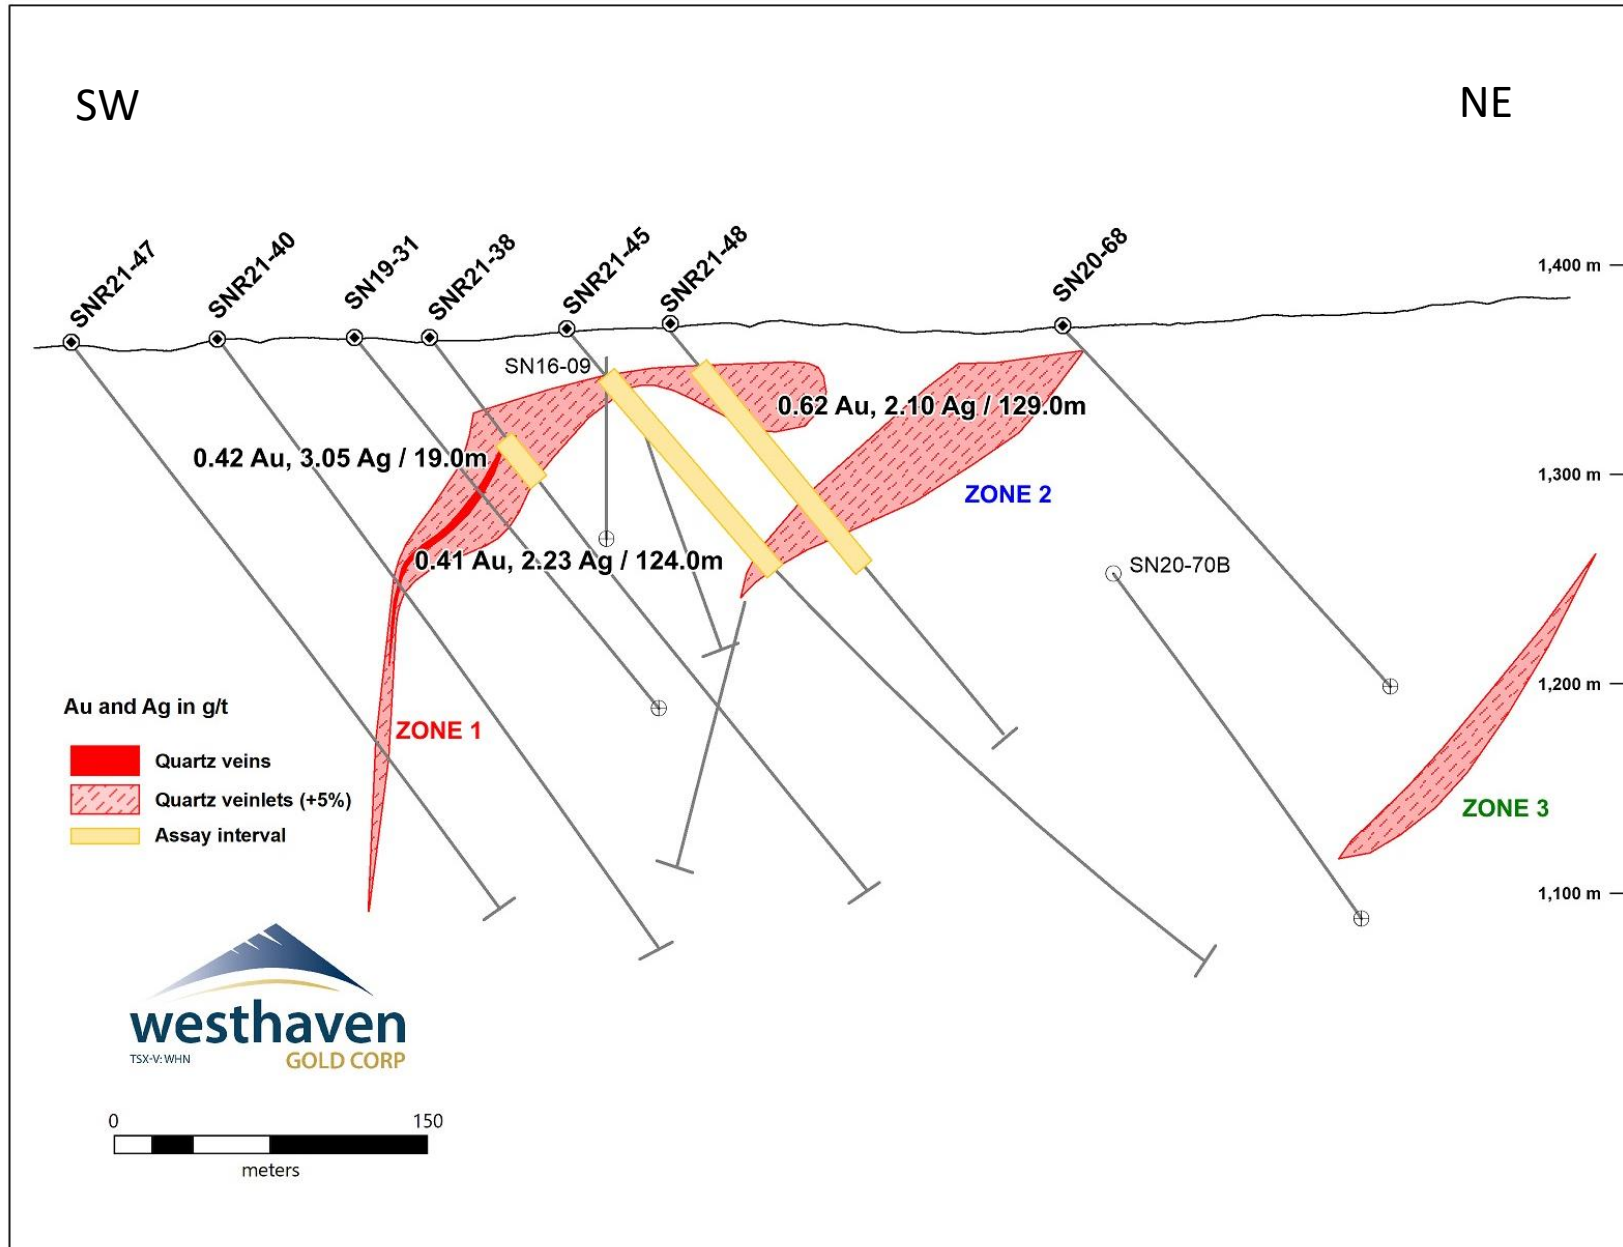 SW
NE
SNR21-47
SNR21-40
SN19-31
SNR21-38
SNR21-45
SNR21-48
SN20-68
1,400 m
SN16-09
0.62 Au, 2.10 Ag / 129.0m
0.42 Au, 3.05 Ag / 19.0m
1,300 m
ZONE 2
0.41 Au, 2.23 Ag / 124.0m
SN20-70B
1,200 m
Au and Ag in g/t
ZONE 1
Quartz veins
Quartz veinlets (+5%)
ZONE 3
Assay interval
1,100 m
westhaven
TSX-V: WHN
GOLD CORP
0
150
meters